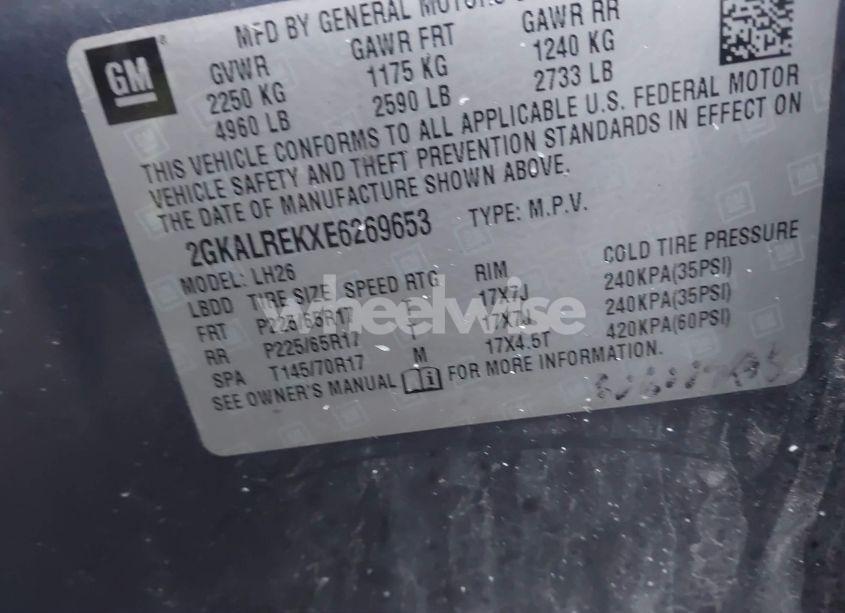 MFD BY GENERAL MOTORS
GM
GVWR GAWR FRT GAWR RR
2250 KG 1175 KG 1240 KG
4960 LB 2590 LB 2733 LB
THIS VEHICLE CONFORMS TO ALL APPLICABLE U.S. FEDERAL MOTOR
VEHICLE SAFETY AND THEFT PREVENTION STANDARDS IN EFFECT ON
THE DATE OF MANUFACTURE SHOWN ABOVE.
2GKALREKXE6269653 TYPE: M.P.V.
MODEL: LH26
LBDD TIRE SIZE SPEED RTG RIM COLD TIRE PRESSURE
FRT P225/65R17 T 17X7J 240KPA(35PSI)
RR P225/65R17 T 17X7J 240KPA(35PSI)
SPA T145/70R17 M 17X4.5T 420KPA(60PSI)
SEE OWNER'S MANUAL FOR MORE INFORMATION.
wheelwise